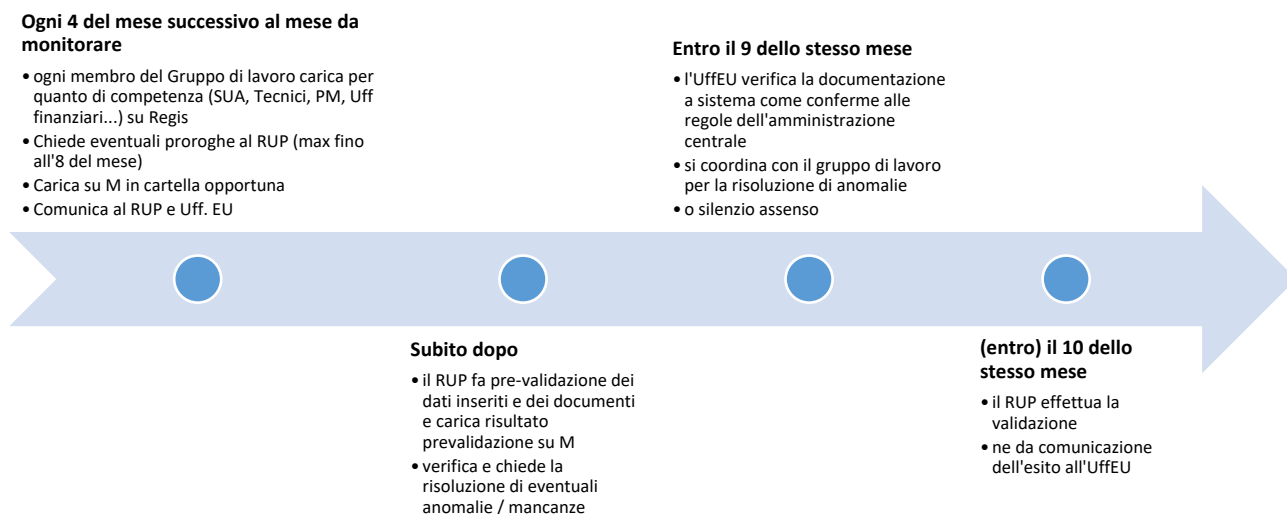 Ogni 4 del mese successivo al mese da
monitorare
• ogni membro del Gruppo di lavoro carica per
quanto di competenza (SUA, Tecnici, PM, Uff
finanziari...) su Regis
• Chiede eventuali proroghe al RUP (max fino
all'8 del mese)
• Carica su M in cartella opportuna
• Comunica al RUP e Uff. EU
Subito dopo
• il RUP fa pre-validazione dei
dati inseriti e dei documenti
e carica risultato
prevalidazione su M
• verifica e chiede la
risoluzione di eventuali
anomalie / mancanze
Entro il 9 dello stesso mese
• l'UffEU verifica la documentazione
a sistema come conferme alle
regole dell'amministrazione
centrale
• si coordina con il gruppo di lavoro
per la risoluzione di anomalie
• o silenzio assenso
(entro) il 10 dello
stesso mese
• il RUP effettua la
validazione
• ne da comunicazione
dell'esito all'UffEU